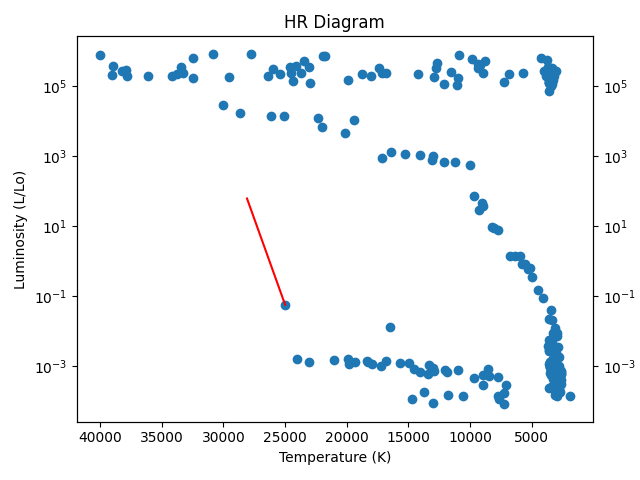 HR Diagram
Luminosity (L/Lo)
10^5 10^5
10^3 10^3
10^1 10^1
10^-1 10^-1
10^-3 10^-3
40000 35000 30000 25000 20000 15000 10000 5000
Temperature (K)